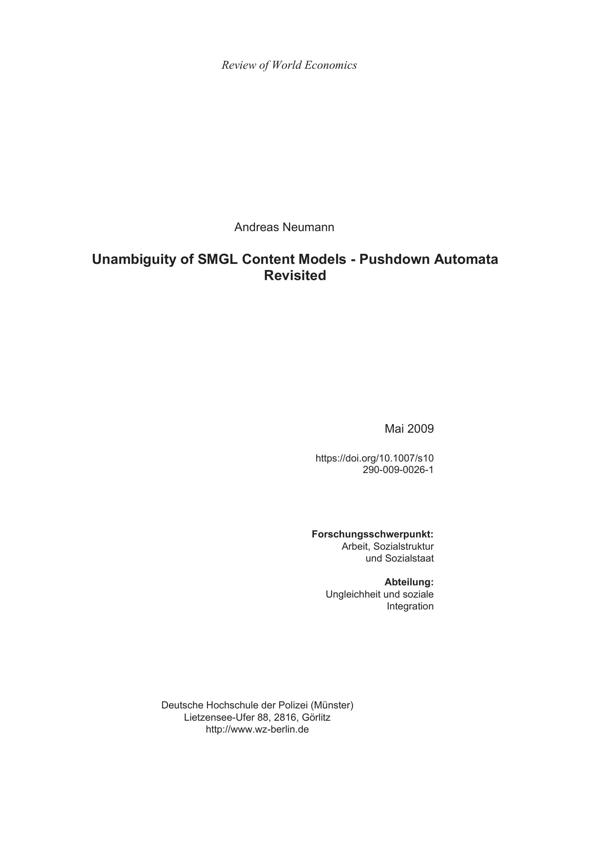 Review of World Economics
Andreas Neumann
Unambiguity of SMGL Content Models - Pushdown Automata
Revisited
Mai 2009
https://doi.org/10.1007/s10
290-009-0026-1
Forschungsschwerpunkt:
Arbeit, Sozialstruktur
und Sozialstaat
Abteilung:
Ungleichheit und soziale
Integration
Deutsche Hochschule der Polizei (Münster)
Lietzensee-Ufer 88, 2816, Görlitz
http://www.wz-berlin.de